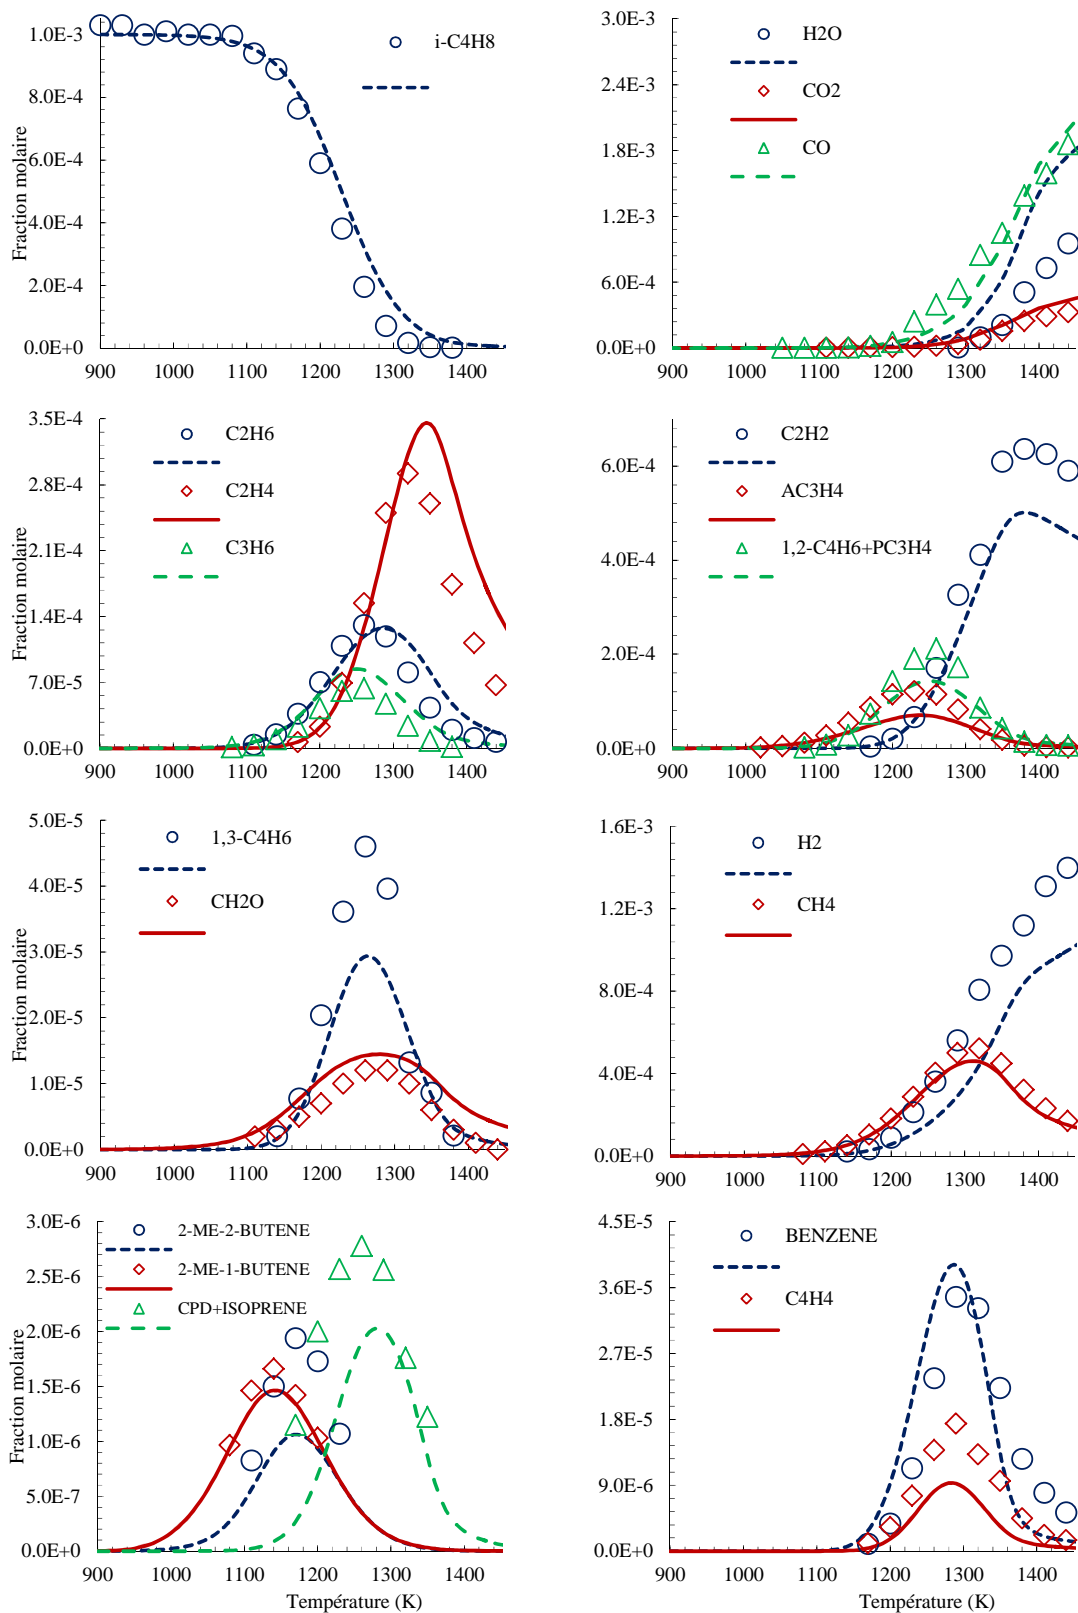 1.0E-3
8.0E-4
6.0E-4
4.0E-4
2.0E-4
0.0E+0
Fraction molaire
i-C4H8
900 1000 1100 1200 1300 1400
3.0E-3
2.4E-3
1.8E-3
1.2E-3
6.0E-4
0.0E+0
H2O
CO2
CO
900 1000 1100 1200 1300 1400
3.5E-4
2.8E-4
2.1E-4
1.4E-4
7.0E-5
0.0E+0
Fraction molaire
C2H6
C2H4
C3H6
900 1000 1100 1200 1300 1400
6.0E-4
4.0E-4
2.0E-4
0.0E+0
C2H2
AC3H4
1,2-C4H6+PC3H4
900 1000 1100 1200 1300 1400
5.0E-5
4.0E-5
3.0E-5
2.0E-5
1.0E-5
0.0E+0
Fraction molaire
1,3-C4H6
CH2O
900 1000 1100 1200 1300 1400
1.6E-3
1.2E-3
8.0E-4
4.0E-4
0.0E+0
H2
CH4
900 1000 1100 1200 1300 1400
3.0E-6
2.5E-6
2.0E-6
1.5E-6
1.0E-6
5.0E-7
0.0E+0
Fraction molaire
2-ME-2-BUTENE
2-ME-1-BUTENE
CPD+ISOPRENE
900 1000 1100 1200 1300 1400
Température (K)
4.5E-5
3.6E-5
2.7E-5
1.8E-5
9.0E-6
0.0E+0
BENZENE
C4H4
900 1000 1100 1200 1300 1400
Température (K)